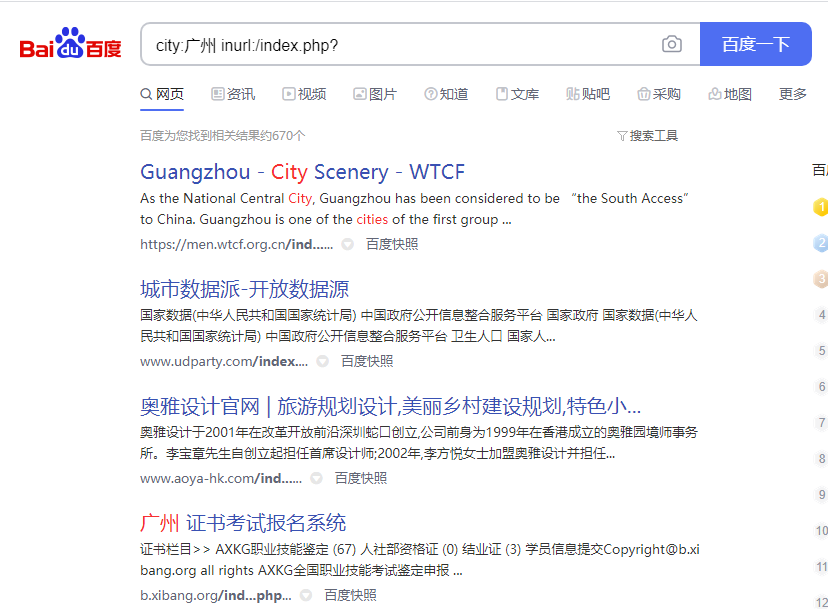 Bai du 百度
city:广州 inurl:/index.php?
百度一下
网页 资讯 视频 图片 知道 文库 贴吧 采购 地图 更多
百度为您找到相关结果约670个
搜索工具
Guangzhou - City Scenery - WTCF
As the National Central City, Guangzhou has been considered to be “the South Access”
to China. Guangzhou is one of the cities of the first group ...
https://men.wtcf.org.cn/ind...... 百度快照
城市数据派-开放数据源
国家数据(中华人民共和国国家统计局) 中国政府公开信息整合服务平台 国家政府 国家数据(中华人
民共和国国家统计局) 中国政府公开信息整合服务平台 卫生人口 国家人...
www.udparty.com/index.... 百度快照
奥雅设计官网 | 旅游规划设计,美丽乡村建设规划,特色小...
奥雅设计于2001年在改革开放前沿深圳蛇口创立,公司前身为1999年在香港成立的奥雅园境师事务
所。李宝章先生自创立起担任首席设计师;2002年,李方悦女士加盟奥雅设计并担任...
www.aoya-hk.com/ind...... 百度快照
广州 证书考试报名系统
证书栏目>> AXKG职业技能鉴定 (67) 人社部资格证 (0) 结业证 (3) 学员信息提交Copyright@b.xi
bang.org all rights AXKG全国职业技能考试鉴定申报 ...
b.xibang.org/ind...php... 百度快照
1
2
3
4
5
6
7
8
9
10
11
12